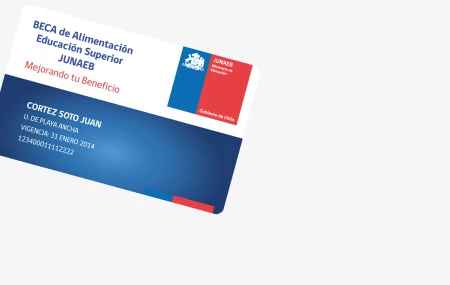 BECA de Alimentación
Educación Superior
JUNAEB
Mejorando tu Beneficio
JUNAEB
Ministerio de
Educación
Gobierno de Chile
CORTEZ SOTO JUAN
U. DE PLAYA ANCHA
VIGENCIA: 31 ENERO 2014
123400011112222